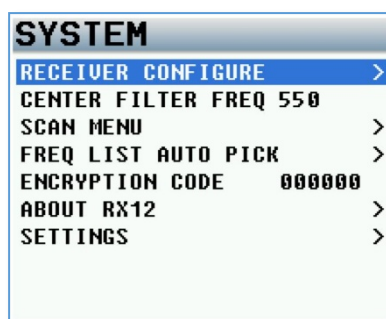 SYSTEM
RECEIVER CONFIGURE >
CENTER FILTER FREQ 550
SCAN MENU >
FREQ LIST AUTO PICK >
ENCRYPTION CODE 000000
ABOUT RX12 >
SETTINGS >